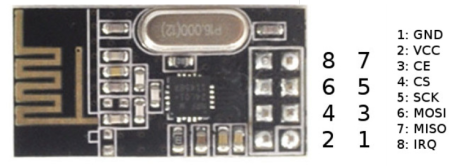 8 7
6 5
4 3
2 1
1: GND
2: VCC
3: CE
4: CS
5: SCK
6: MOSI
7: MISO
8: IRQ